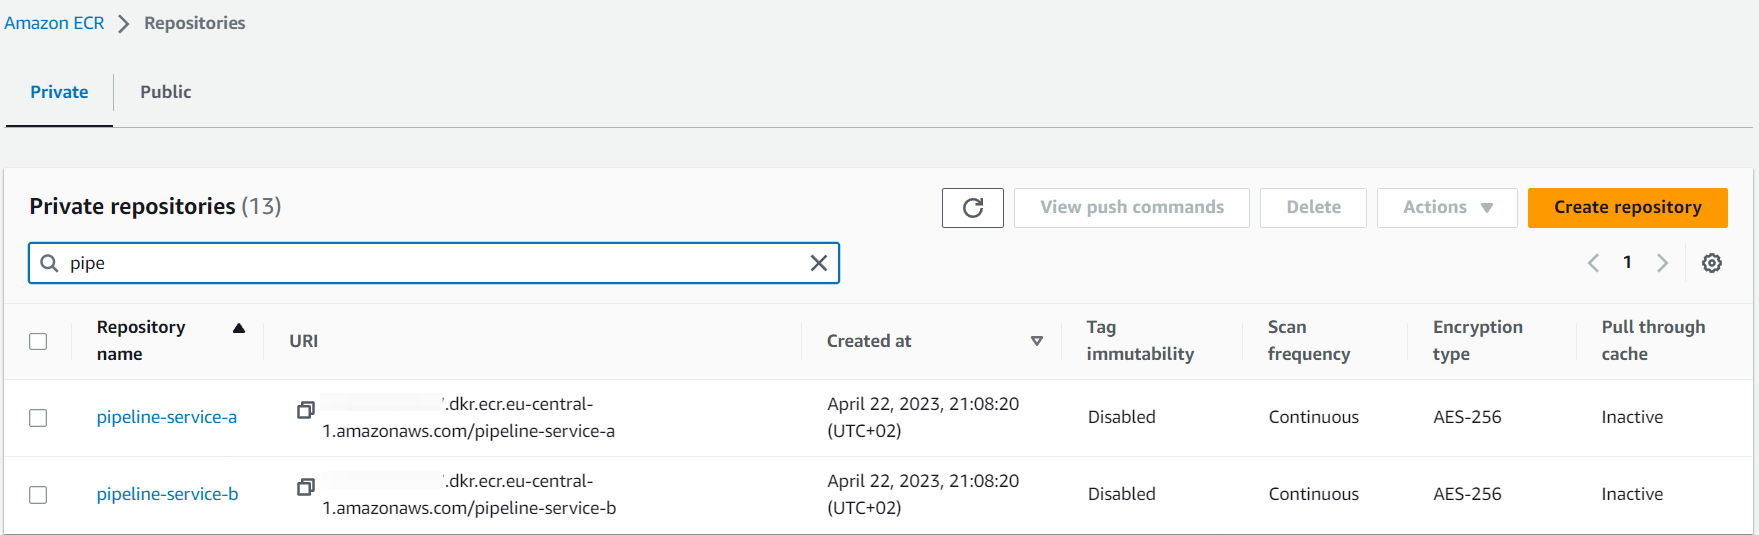 Amazon ECR > Repositories
Private Public
Private repositories (13)
View push commands Delete Actions Create repository
pipe
1
Repository name URI Created at Tag immutability Scan frequency Encryption type Pull through cache
pipeline-service-a .dkr.ecr.eu-central- April 22, 2023, 21:08:20 Disabled Continuous AES-256 Inactive
1.amazonaws.com/pipeline-service-a (UTC+02)
pipeline-service-b .dkr.ecr.eu-central- April 22, 2023, 21:08:20 Disabled Continuous AES-256 Inactive
1.amazonaws.com/pipeline-service-b (UTC+02)